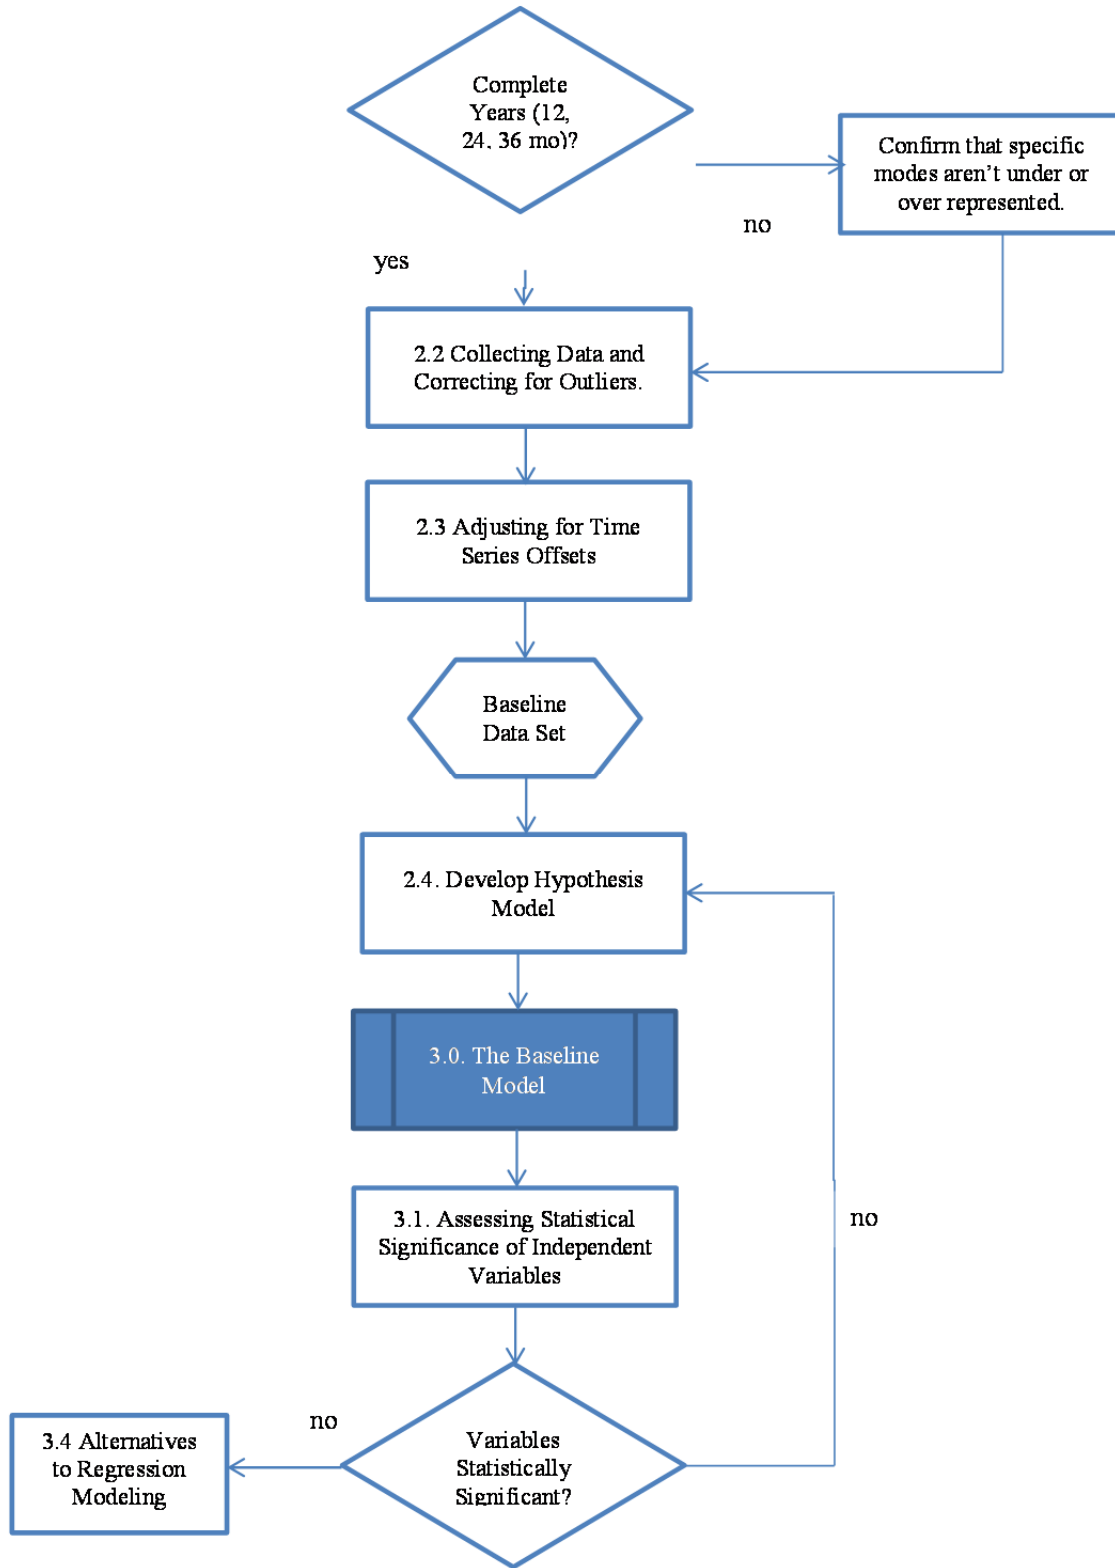 Complete
Years (12,
24, 36 mo)?
Confirm that specific
modes aren't under or
over represented.
no
yes
2.2 Collecting Data and
Correcting for Outliers.
2.3 Adjusting for Time
Series Offsets
Baseline
Data Set
2.4. Develop Hypothesis
Model
3.0. The Baseline
Model
3.1. Assessing Statistical
Significance of Independent
Variables
no
no
3.4 Alternatives
to Regression
Modeling
Variables
Statistically
Significant?